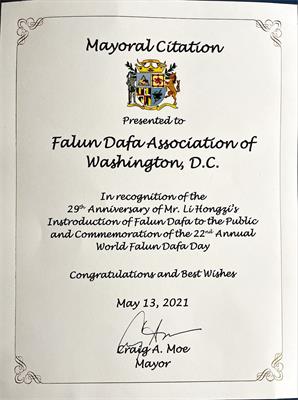 Mayoral Citation
Presented to
Falun Dafa Association of
Washington, D.C.
In recognition of the
29th Anniversary of Mr. Li Hongzi's
Instroduction of Falun Dafa to the Public
and Commemoration of the 22nd Annual
World Falun Dafa Day
Congratulations and Best Wishes
May 13, 2021
Craig A. Moe
Mayor